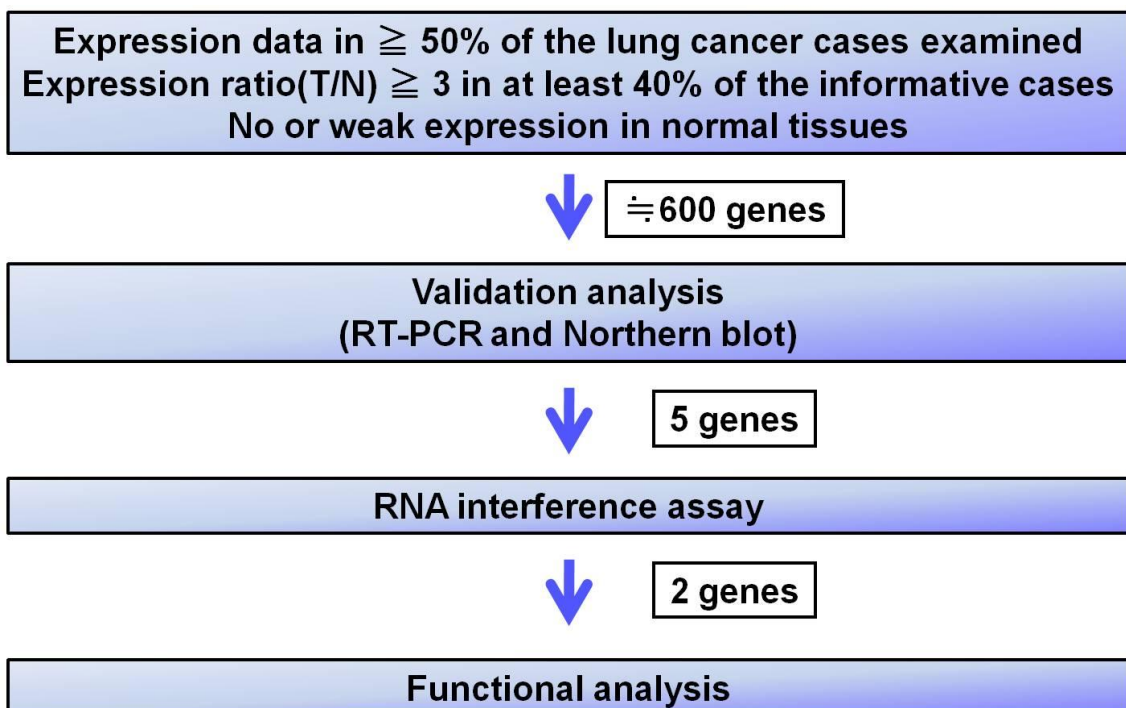 Expression data in ≧ 50% of the lung cancer cases examined
Expression ratio(T/N) ≧ 3 in at least 40% of the informative cases
No or weak expression in normal tissues
≒600 genes
Validation analysis
(RT-PCR and Northern blot)
5 genes
RNA interference assay
2 genes
Functional analysis